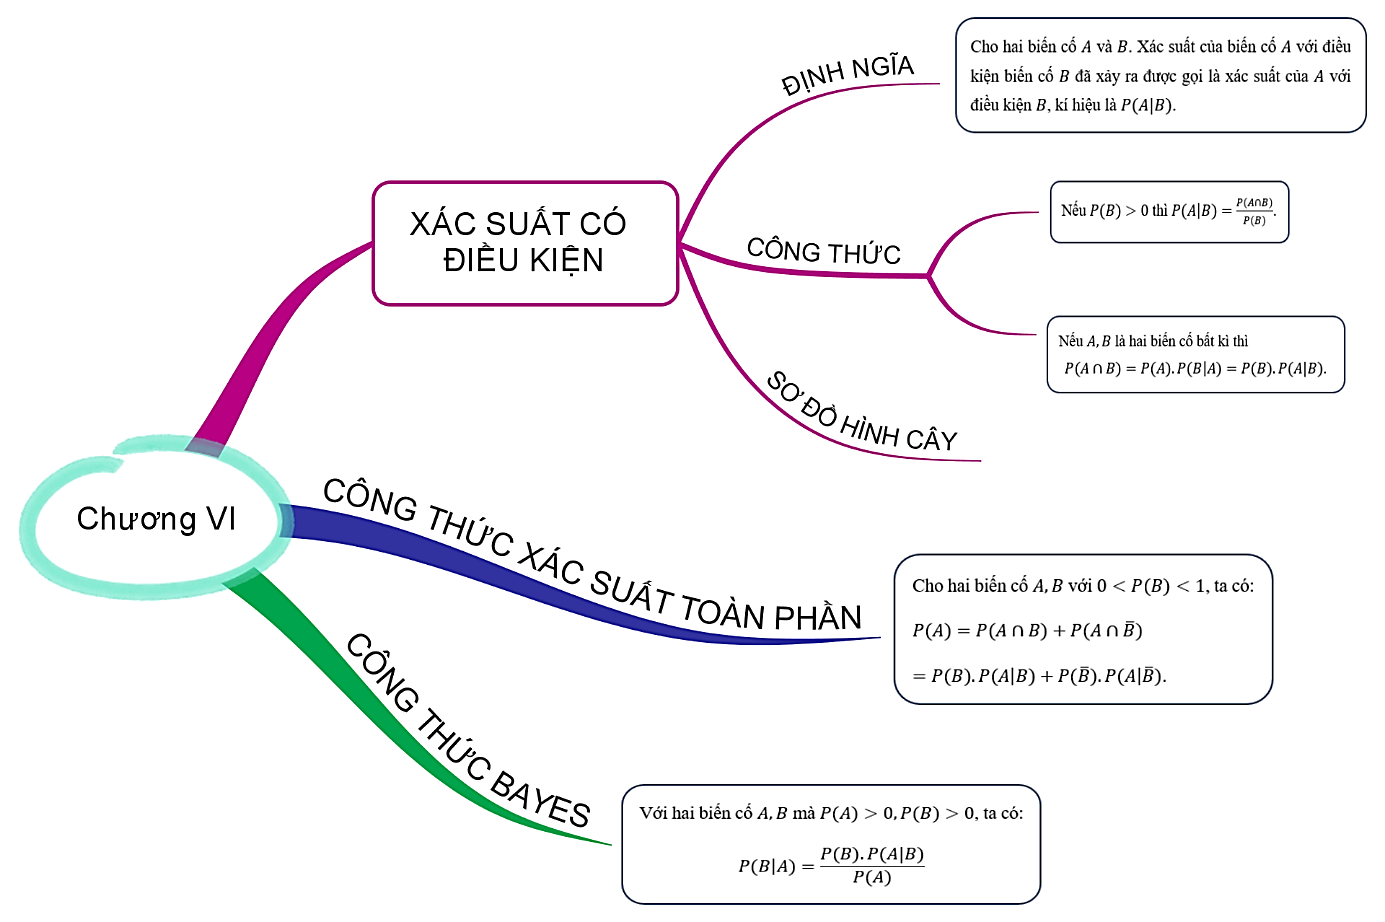 Chương VI
XÁC SUẤT CÓ
ĐIỀU KIỆN
ĐỊNH NGĨA
Cho hai biến cố A và B. Xác suất của biến cố A với điều
kiện biến cố B đã xảy ra được gọi là xác suất của A với
điều kiện B, kí hiệu là P(A|B).
CÔNG THỨC
Nếu P(B) > 0 thì P(A|B) = P(A∩B)/P(B).
Nếu A, B là hai biến cố bất kì thì
P(A ∩ B) = P(A). P(B|A) = P(B). P(A|B).
SƠ ĐỒ HÌNH CÂY
CÔNG THỨC XÁC SUẤT TOÀN PHẦN
Cho hai biến cố A, B với 0 < P(B) < 1, ta có:
P(A) = P(A ∩ B) + P(A ∩ B̅)
= P(B). P(A|B) + P(B̅). P(A|B̅).
CÔNG THỨC BAYES
Với hai biến cố A, B mà P(A) > 0, P(B) > 0, ta có:
P(B|A) = P(B). P(A|B)/P(A)